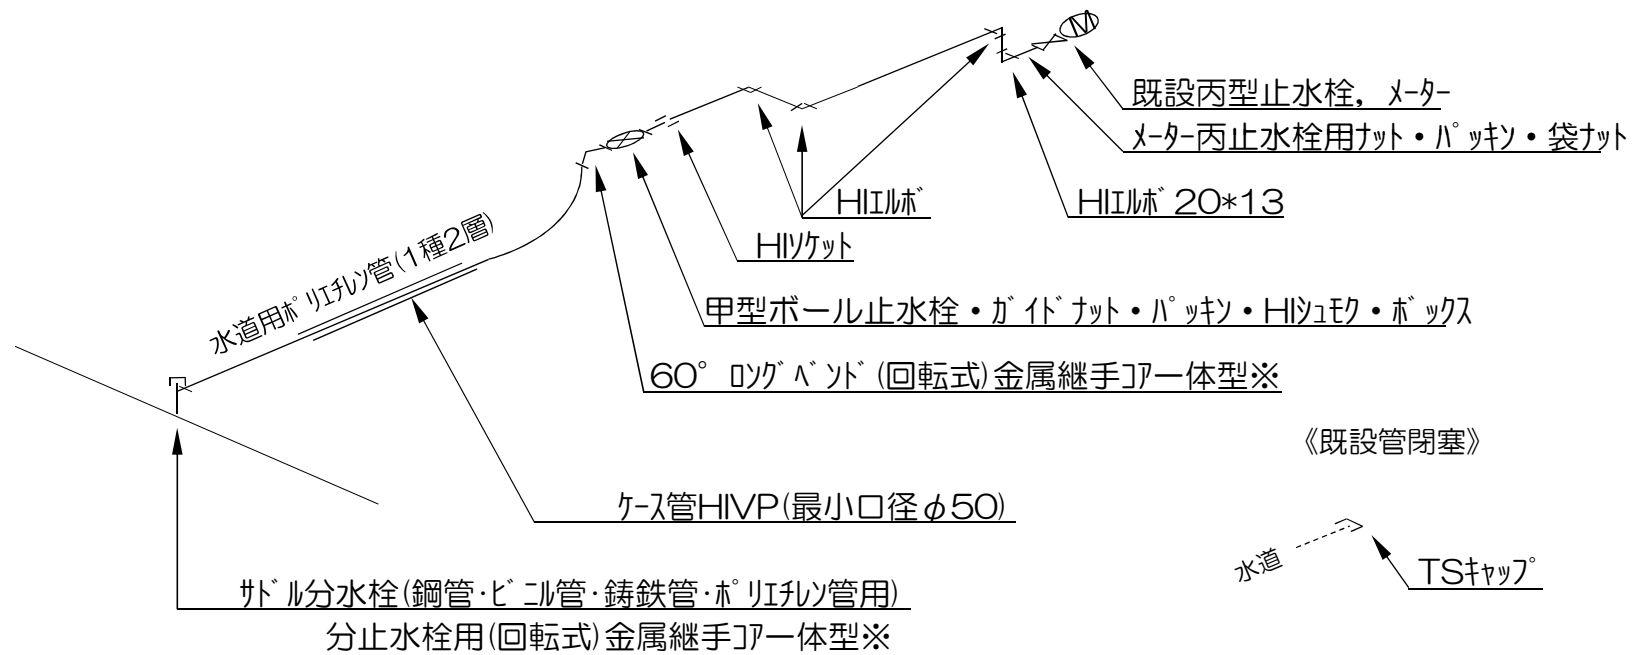 M
既設丙型止水栓，ﾒｰﾀｰ
ﾒｰﾀｰ丙止水栓用ﾅｯﾄ・ﾊﾟｯｷﾝ・袋ﾅｯﾄ
HIｴﾙﾎﾞ
HIｴﾙﾎﾞ20*13
HIｿｹｯﾄ
水道用ﾎﾟﾘｴﾁﾚﾝ管(1種2層)
甲型ボール止水栓・ｶﾞｲﾄﾞﾅｯﾄ・ﾊﾟｯｷﾝ・HIｼｭﾓｸ・ﾎﾞｯｸｽ
60°ﾛﾝｸﾞﾍﾞﾝﾄﾞ(回転式)金属継手ｺｱ一体型※
《既設管閉塞》
ｹｰｽ管HIVP(最小口径φ50)
水道
TSｷｬｯﾌﾟ
ｻﾄﾞﾙ分水栓(鋼管･ﾋﾞﾆﾙ管･鋳鉄管･ﾎﾟﾘｴﾁﾚﾝ管用)
分止水栓用(回転式)金属継手ｺｱ一体型※